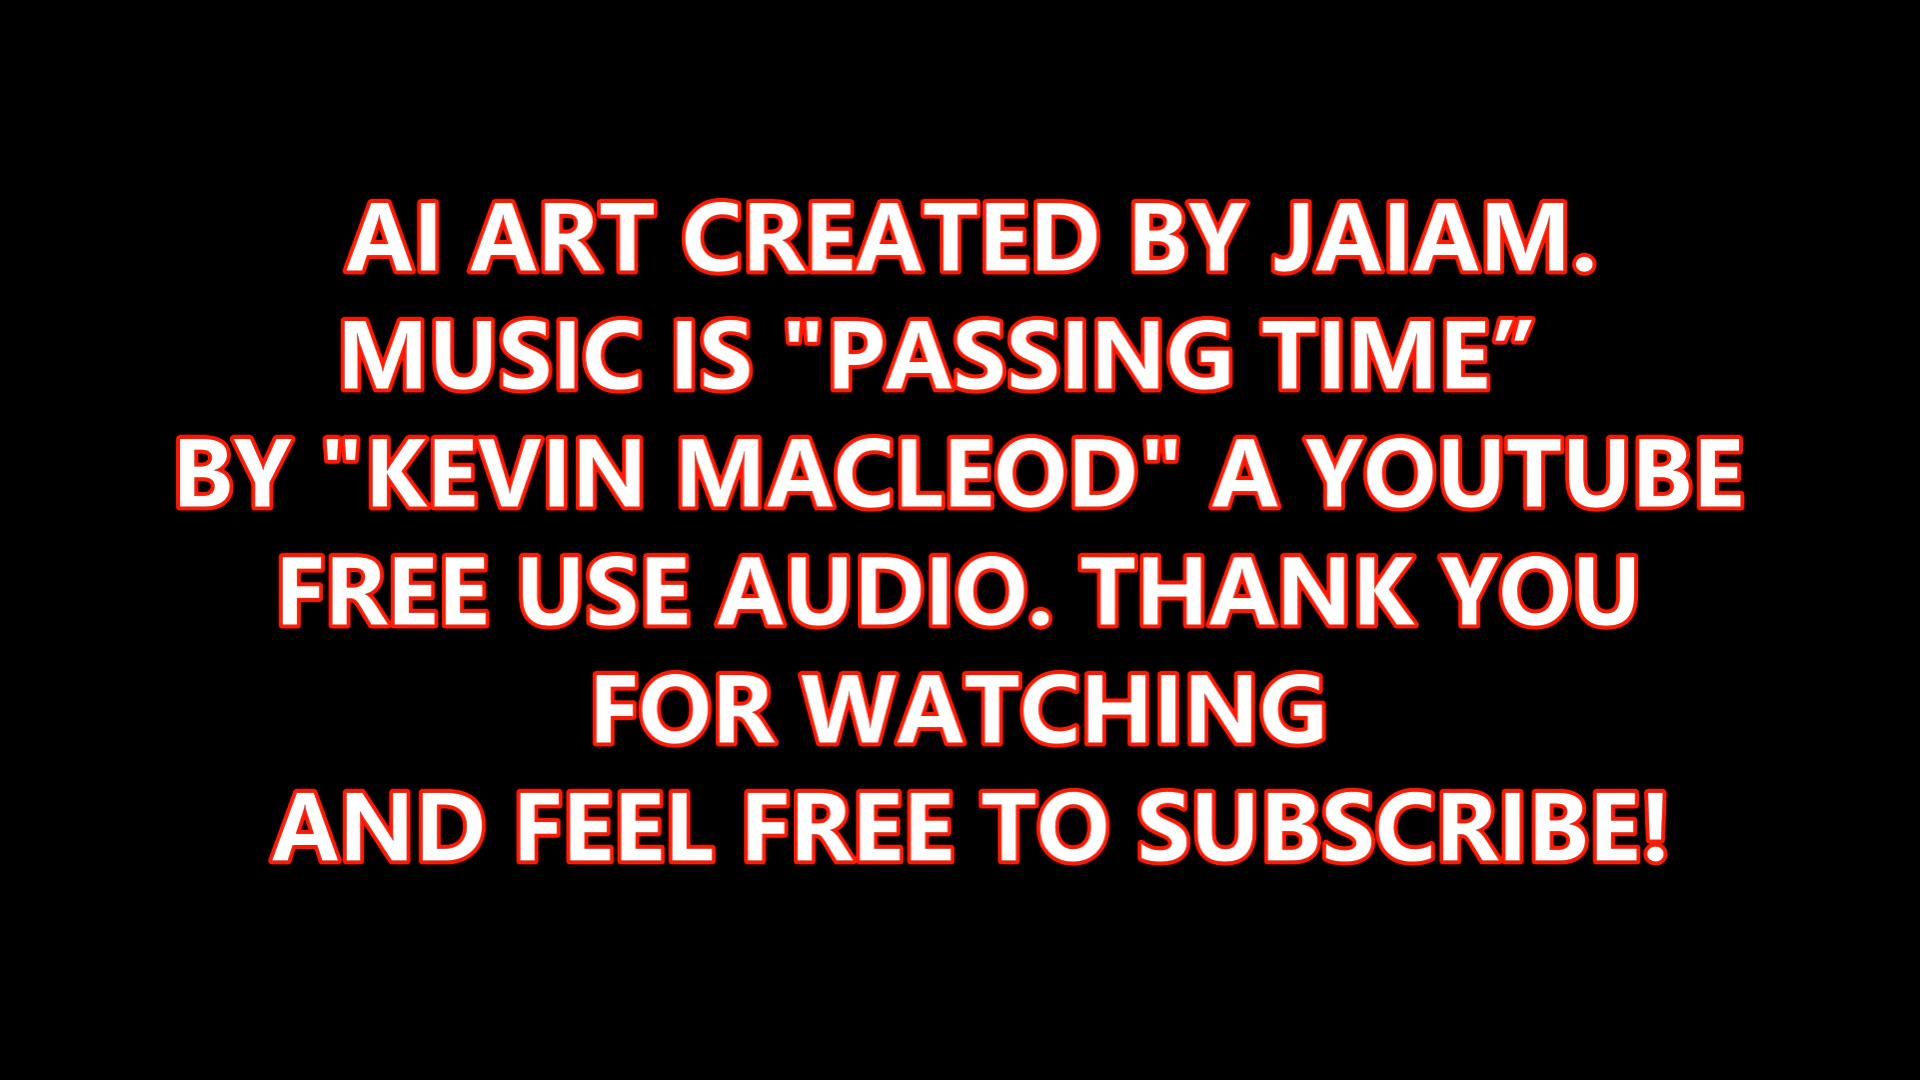 AI ART CREATED BY JAIAM.
MUSIC IS "PASSING TIME”
BY "KEVIN MACLEOD" A YOUTUBE
FREE USE AUDIO. THANK YOU
FOR WATCHING
AND FEEL FREE TO SUBSCRIBE!